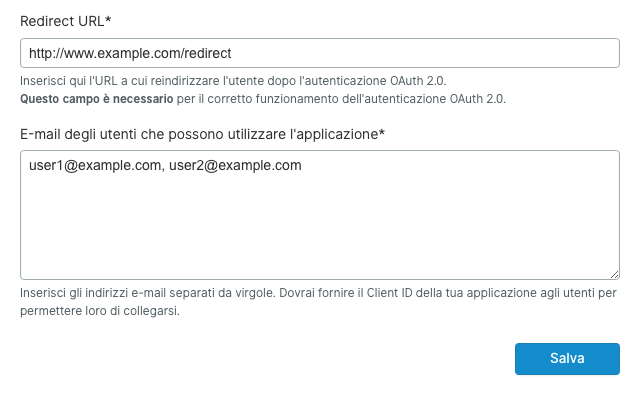 Redirect URL*
http://www.example.com/redirect
Inserisci qui l'URL a cui reindirizzare l'utente dopo l'autenticazione OAuth 2.0.
Questo campo è necessario per il corretto funzionamento dell'autenticazione OAuth 2.0.
E-mail degli utenti che possono utilizzare l'applicazione*
user1@example.com, user2@example.com
Inserisci gli indirizzi e-mail separati da virgole. Dovrai fornire il Client ID della tua applicazione agli utenti per
permettere loro di collegarsi.
Salva